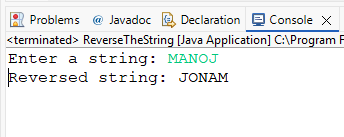 Problems @ Javadoc Declaration Console ×
<terminated> ReverseTheString [Java Application] C:\Program F
Enter a string: MANOJ
Reversed string: JONAM